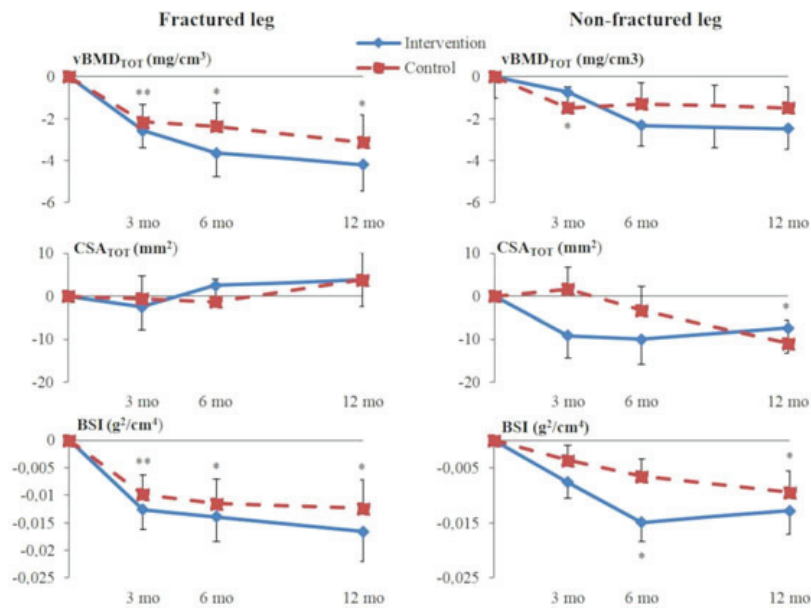 Fractured leg
Non-fractured leg
Intervention
Control
vBMDTOT (mg/cm3)
0
-2
-4
-6
**
*
*
3 mo
6 mo
12 mo
vBMDTOT (mg/cm3)
0
-2
-4
-6
*
3 mo
6 mo
12 mo
CSATOT (mm2)
10
0
-10
-20
3 mo
6 mo
12 mo
CSATOT (mm2)
10
0
-10
-20
*
3 mo
6 mo
12 mo
BSI (g2/cm4)
0
-0,005
-0,01
-0,015
-0,02
-0,025
**
*
*
3 mo
6 mo
12 mo
BSI (g2/cm4)
-0,005
-0,015
-0,025
*
*
3 mo
6 mo
12 mo